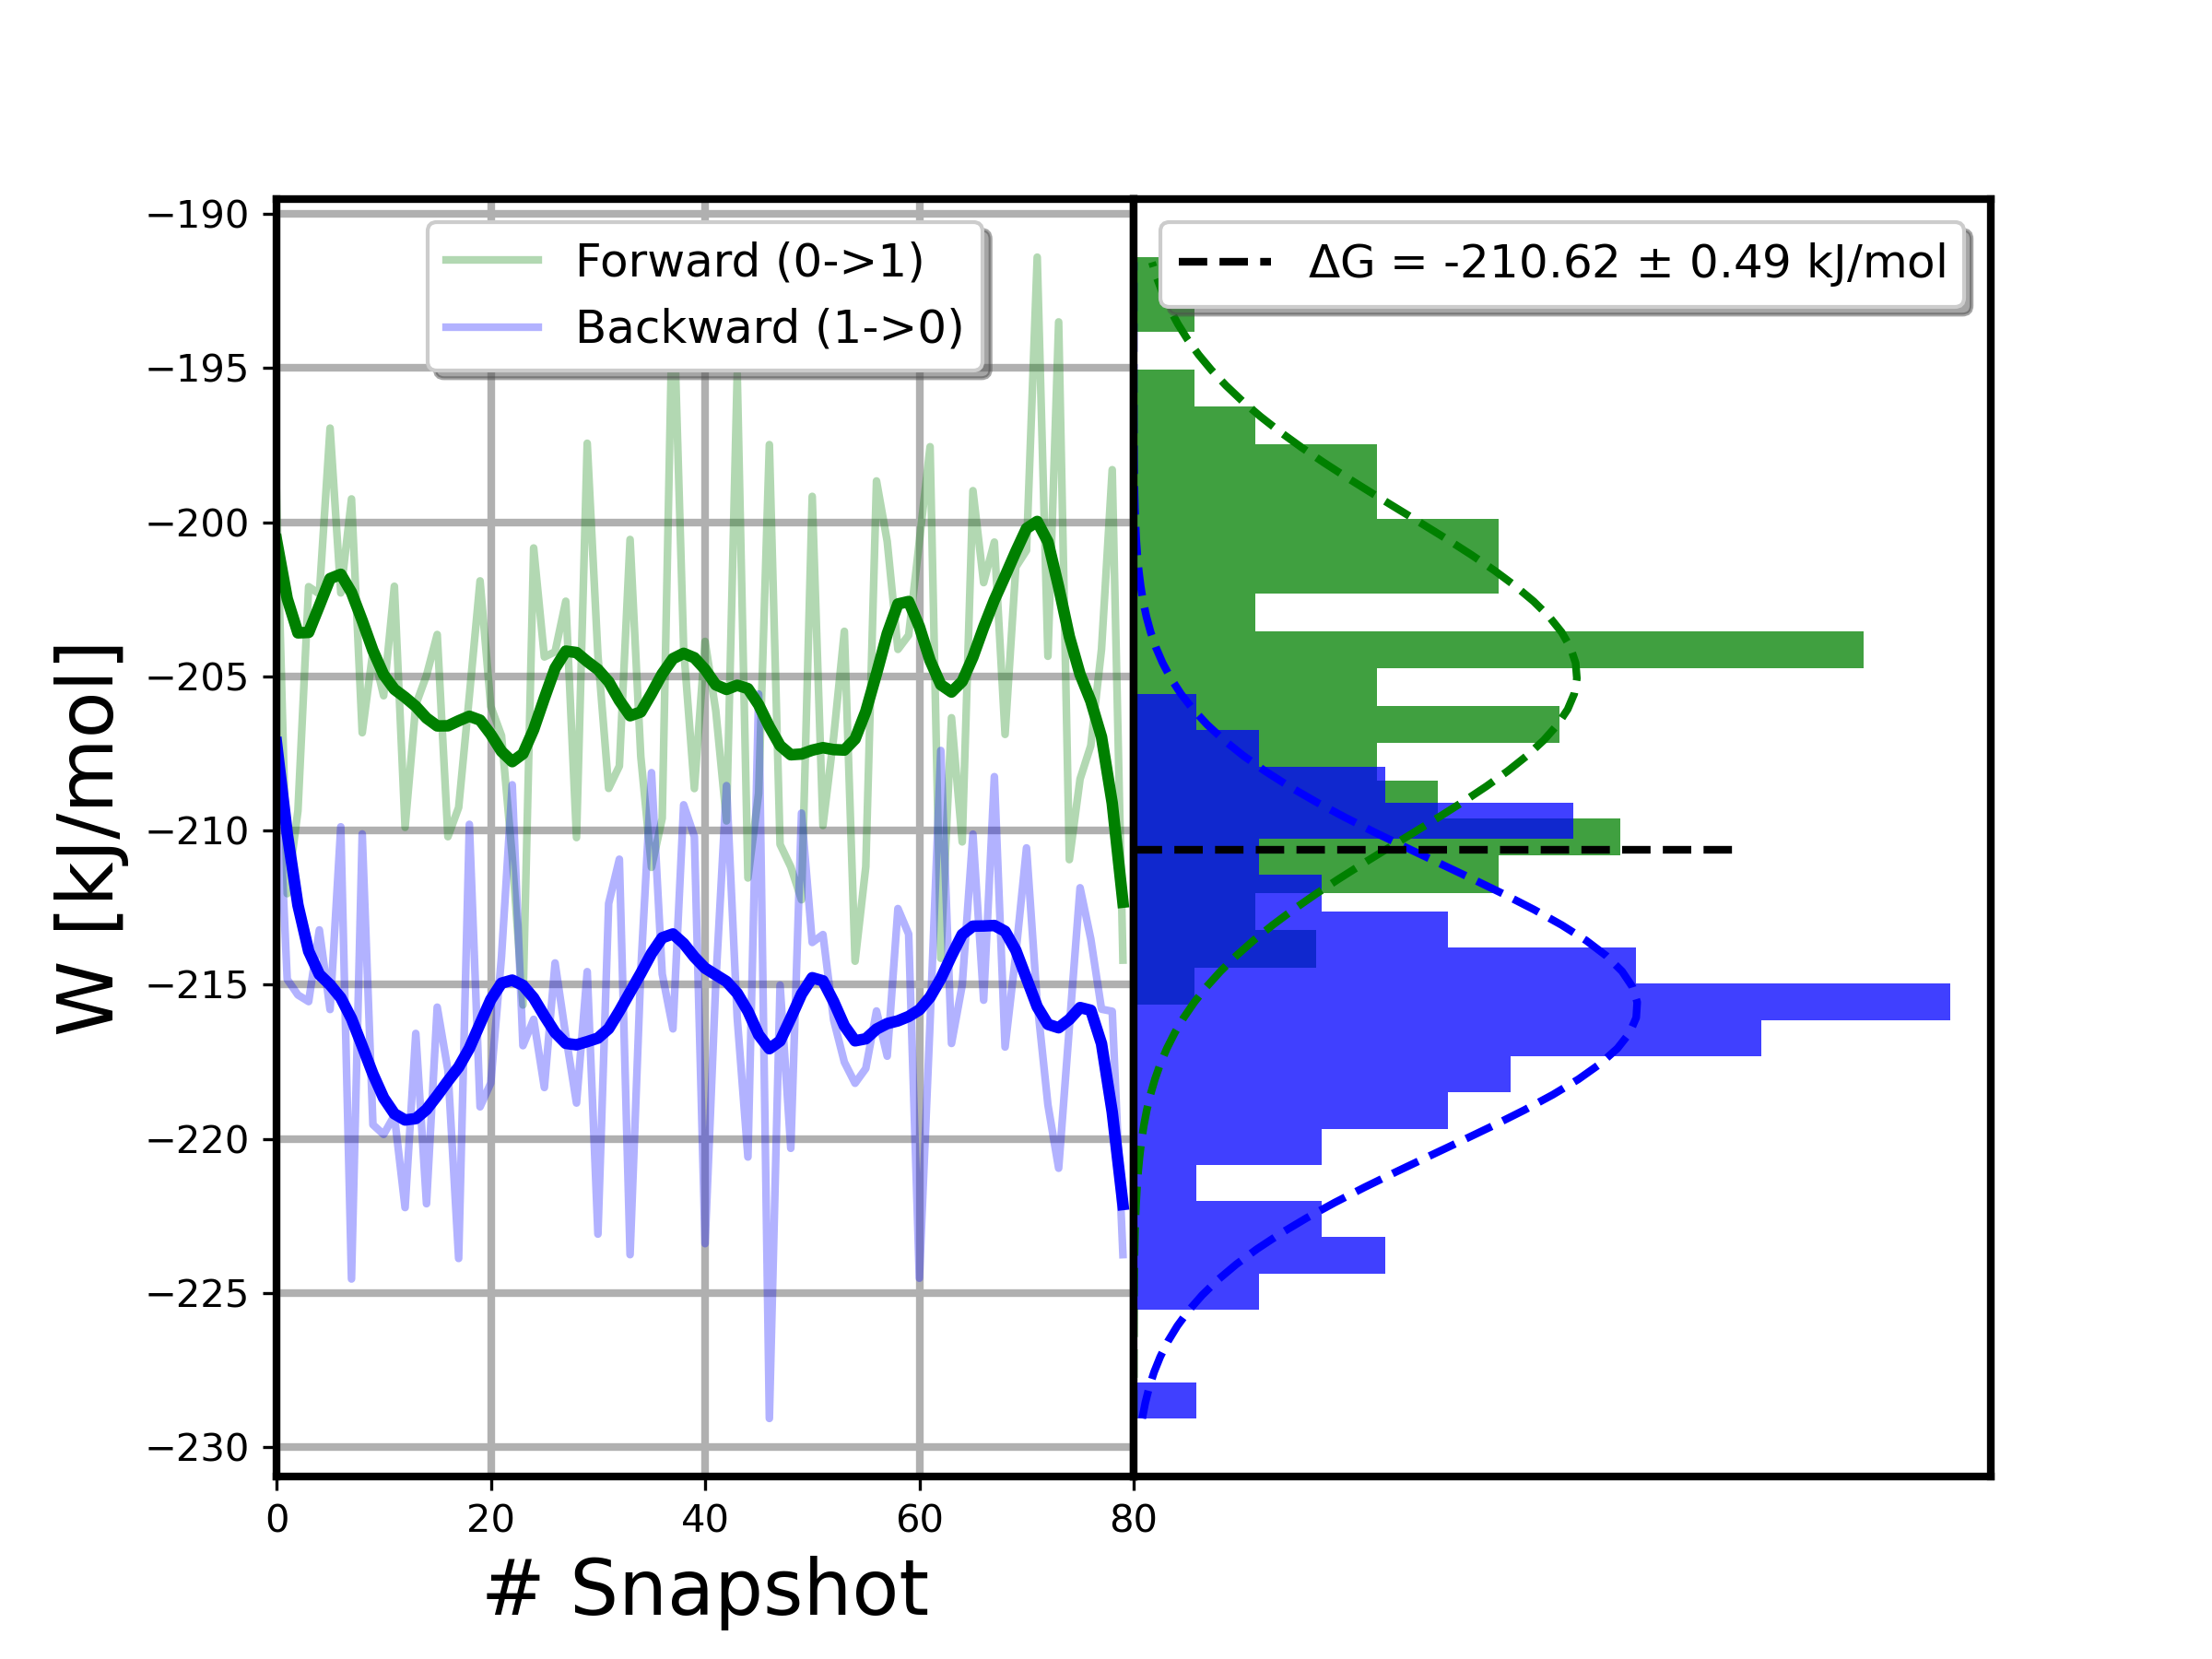 −190
−195
−200
−205
−210
−215
−220
−225
−230
W [kJ/mol]
Forward (0->1)
Backward (1->0)
ΔG = -210.62 ± 0.49 kJ/mol
0 20 40 60 80
# Snapshot